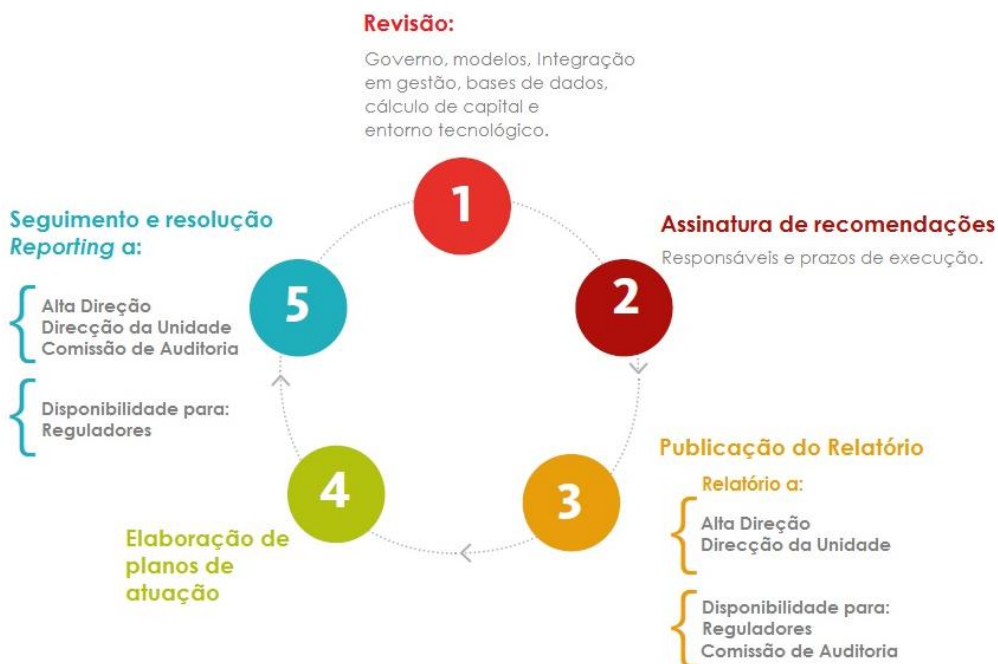 Revisão:
Governo, modelos, Integração
em gestão, bases de dados,
cálculo de capital e
entorno tecnológico.
1
Assinatura de recomendações
Responsáveis e prazos de execução.
2
Publicação do Relatório
Relatório a:
Alta Direção
Direcção da Unidade
Disponibilidade para:
Reguladores
Comissão de Auditoria
3
4
Elaboração de
planos de
atuação
Seguimento e resolução
Reporting a:
5
Alta Direção
Direcção da Unidade
Comissão de Auditoria
Disponibilidade para:
Reguladores